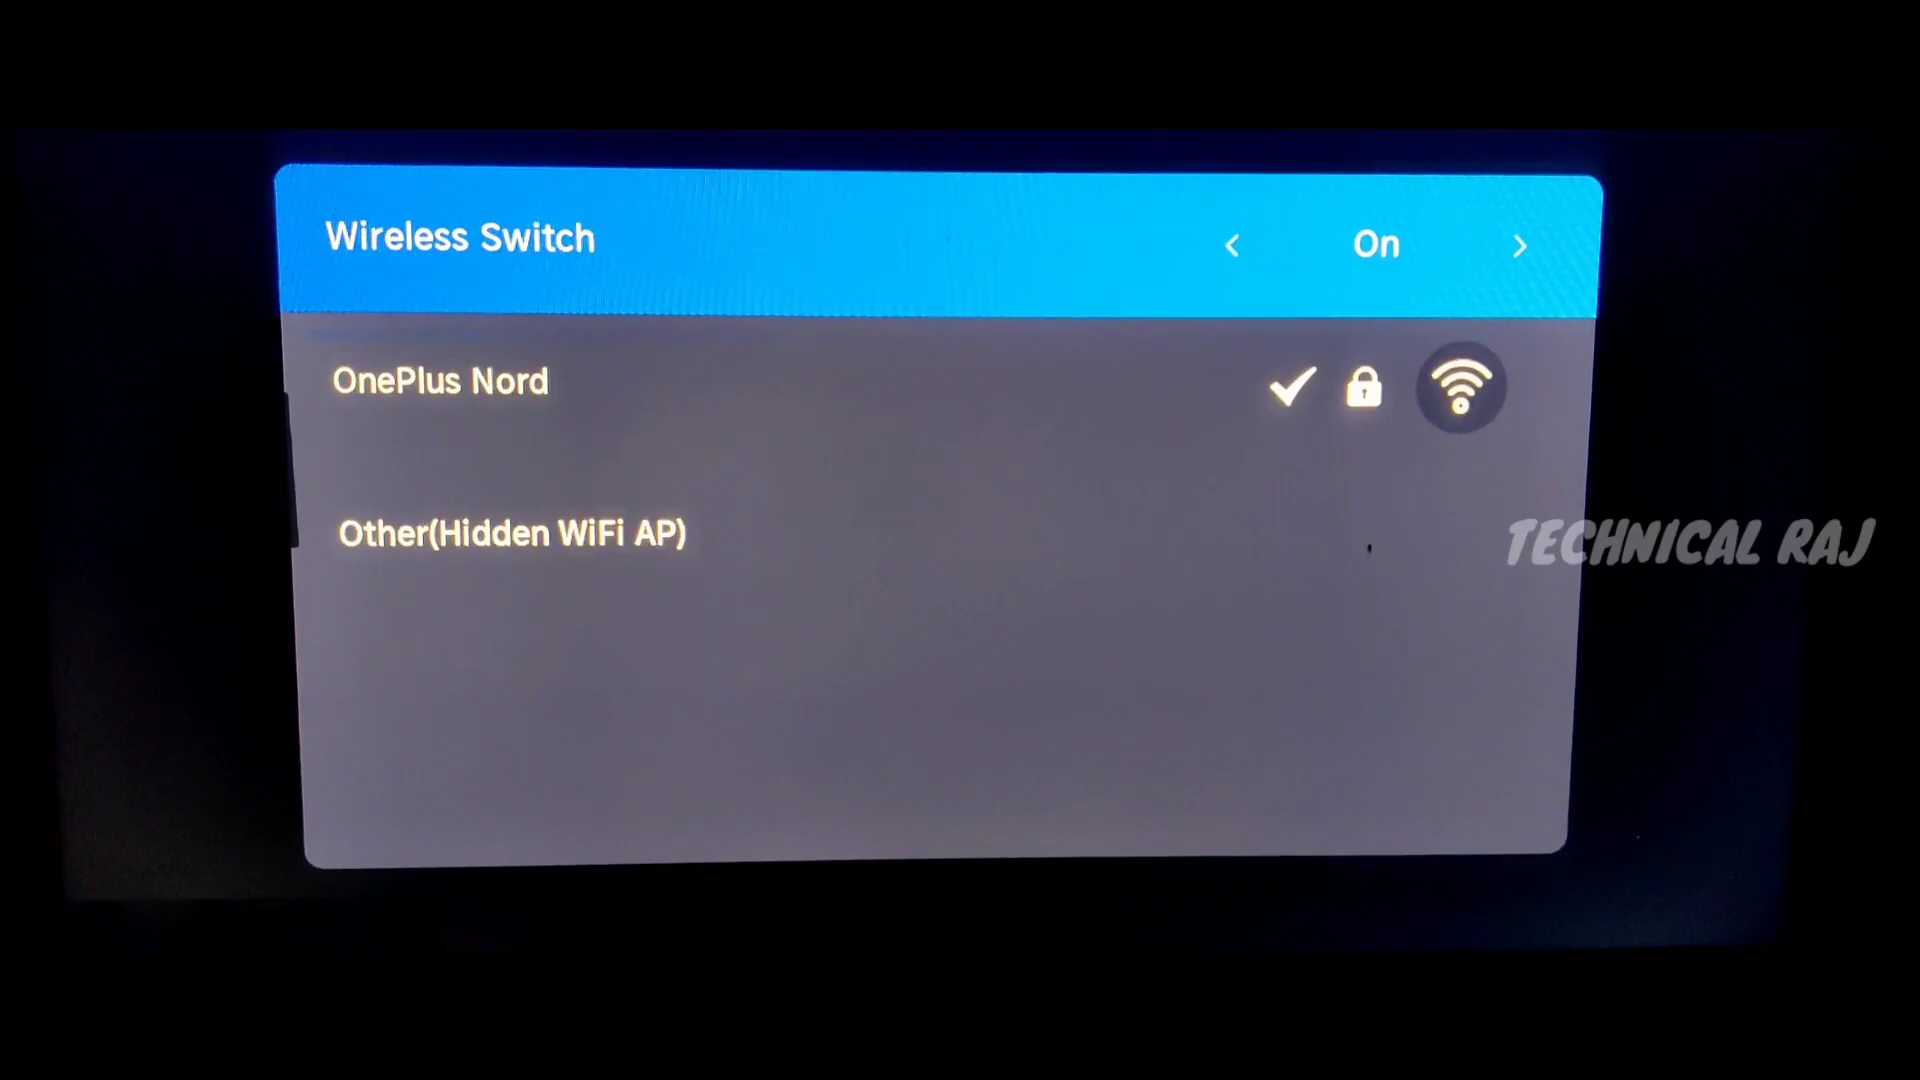 Wireless Switch
On
OnePlus Nord
Other(Hidden WiFi AP)
TECHNICAL RAJ